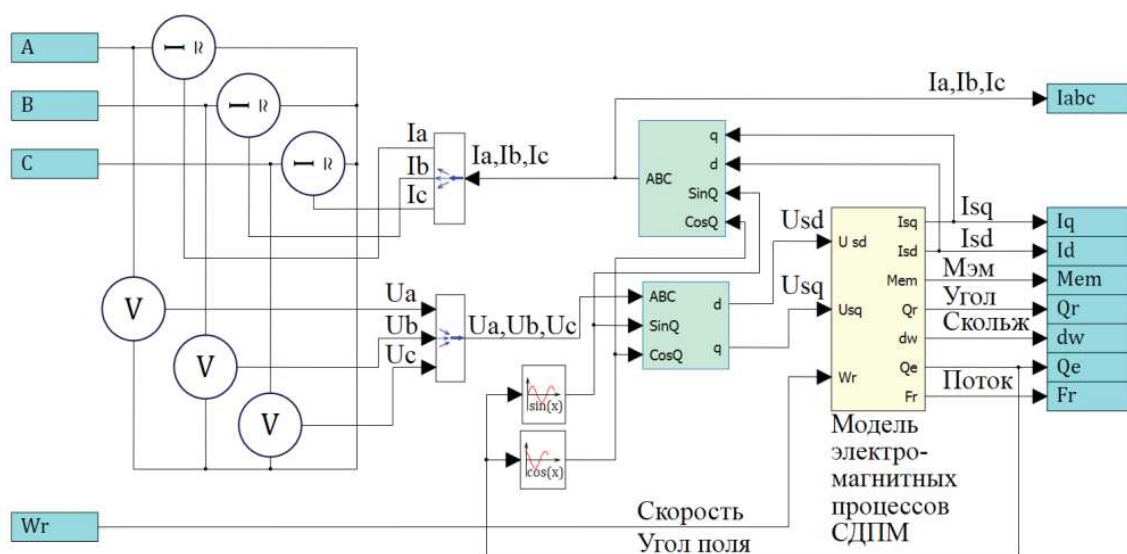 A
B
C
I
≈
I
≈
I
≈
Ia
Ib
Ic
Ia,Ib,Ic
Ia,Ib,Ic
Iabc
q
d
ABC
SinQ
CosQ
V
V
V
Ua
Ub
Uc
Ua,Ub,Uc
ABC
SinQ
CosQ
d
q
sin(x)
cos(x)
Usd
Usq
U sd
Usq
Wr
Isq
Isd
Mem
Qr
dw
Qe
Fr
Isq
Isd
Мэм
Угол
Скольж
Поток
Iq
Id
Mem
Qr
dw
Qe
Fr
Модель
электро-
магнитных
процессов
СДПМ
Wr
Скорость
Угол поля